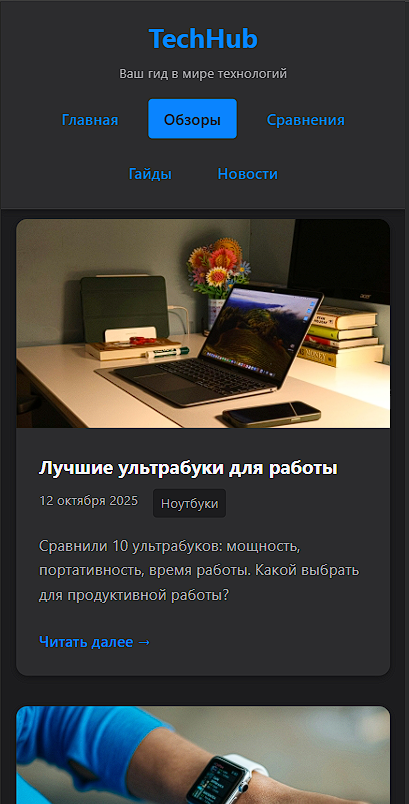 TechHub
Ваш гид в мире технологий
Главная
Обзоры
Сравнения
Гайды
Новости
acer
Лучшие ультрабуки для работы
12 октября 2025
Ноутбуки
Сравнили 10 ультрабуков: мощность,
портативность, время работы. Какой выбрать
для продуктивной работы?
Читать далее →